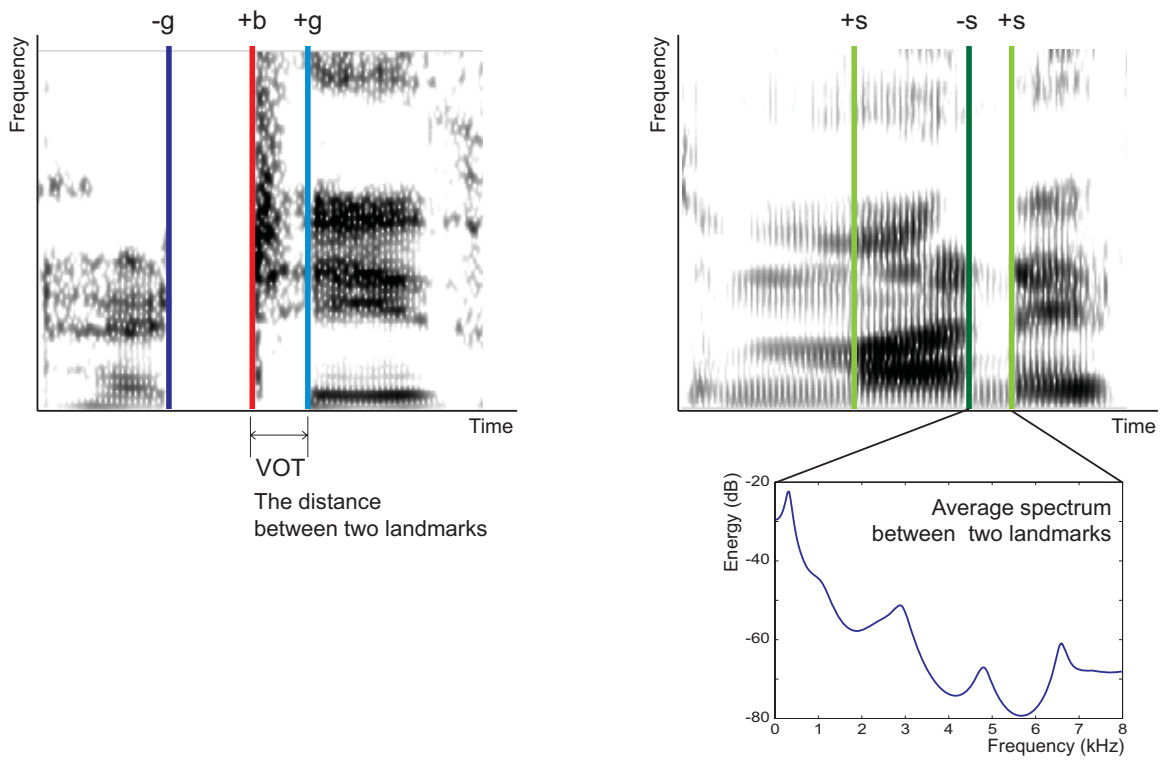 -g +b +g
Frequency
Time
VOT
The distance
between two landmarks
+s -s +s
Frequency
Time
Average spectrum
between two landmarks
Energy (dB)
-20
-40
-60
-80
0 1 2 3 4 5 6 7 8
Frequency (kHz)